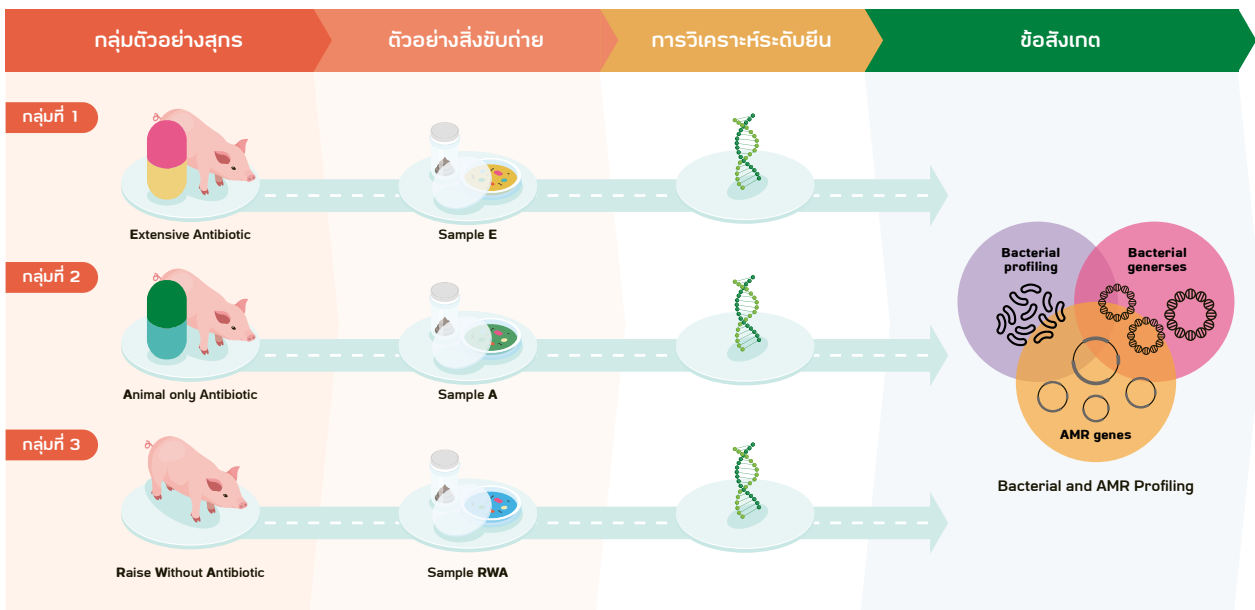 กลุ่มตัวอย่างสุกร
ตัวอย่างสิ่งขับถ่าย
การวิเคราะห์ระดับยีน
ข้อสังเกต
กลุ่มที่ 1
Extensive Antibiotic
Sample E
กลุ่มที่ 2
Animal only Antibiotic
Sample A
กลุ่มที่ 3
Raise Without Antibiotic
Sample RWA
Bacterial
profiling
Bacterial
generses
AMR genes
Bacterial and AMR Profiling